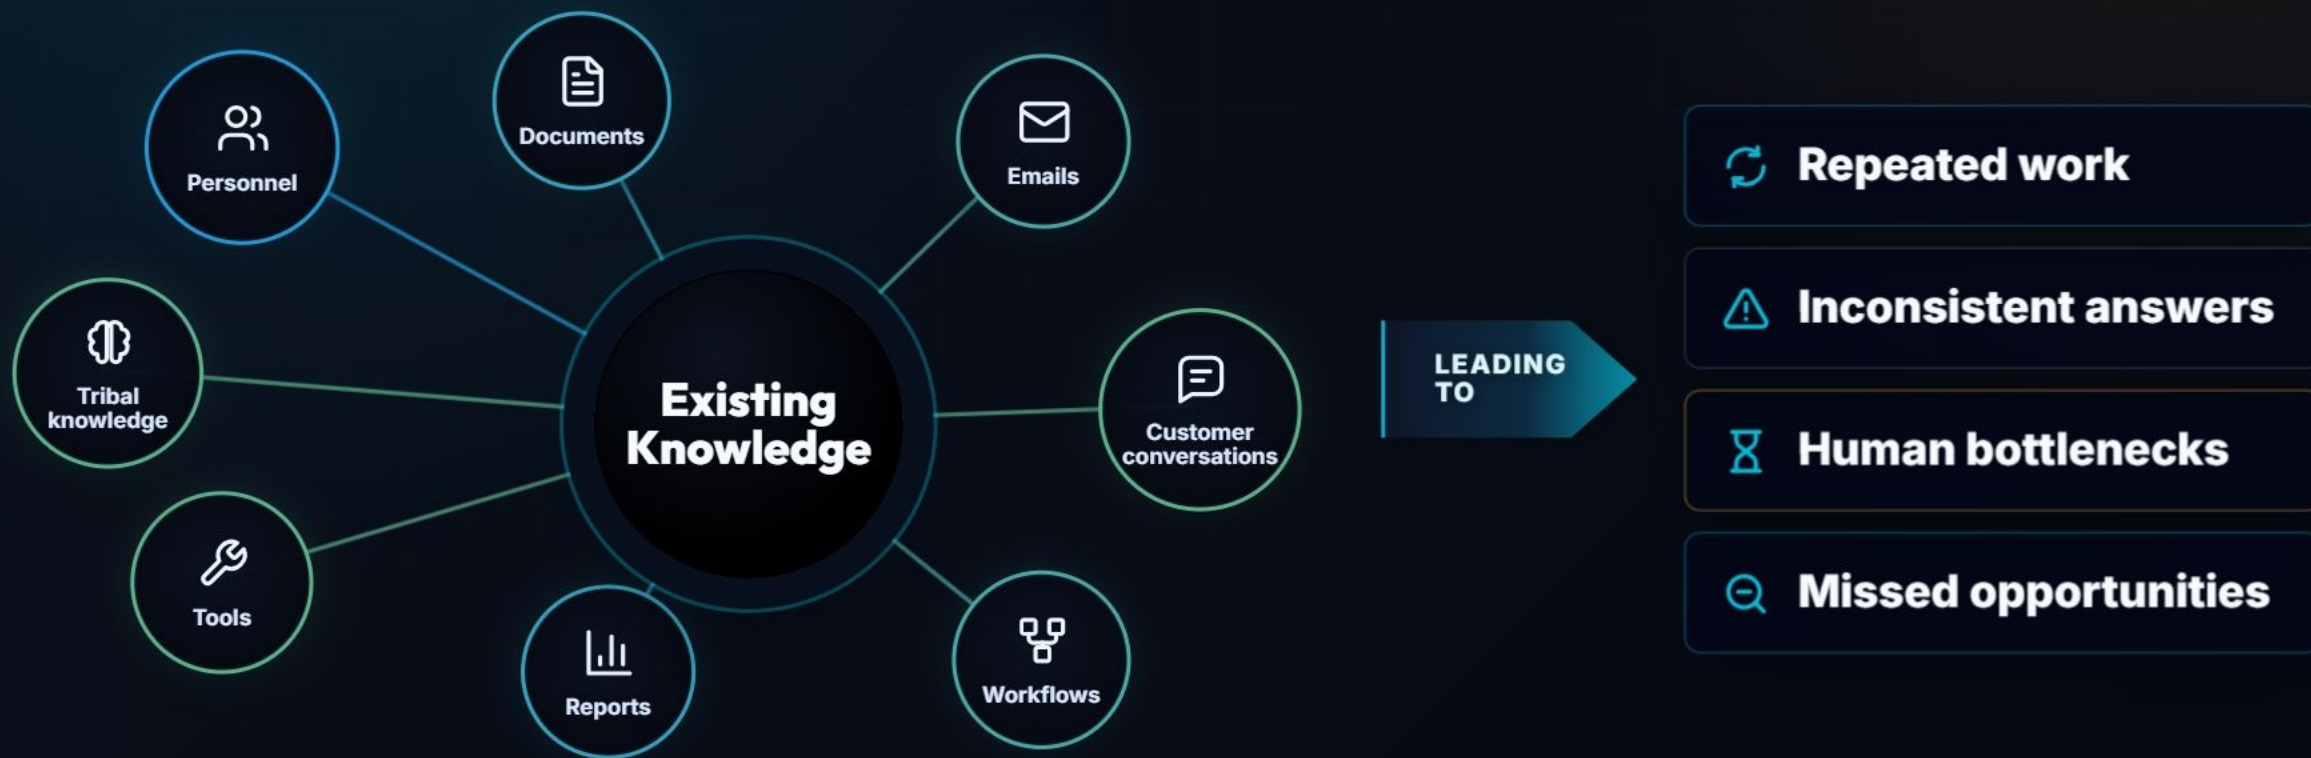 Documents
Personnel
Emails
Tribal
knowledge
Existing
Knowledge
Customer
conversations
Tools
Reports
Workflows
LEADING
TO
Repeated work
Inconsistent answers
Human bottlenecks
Missed opportunities